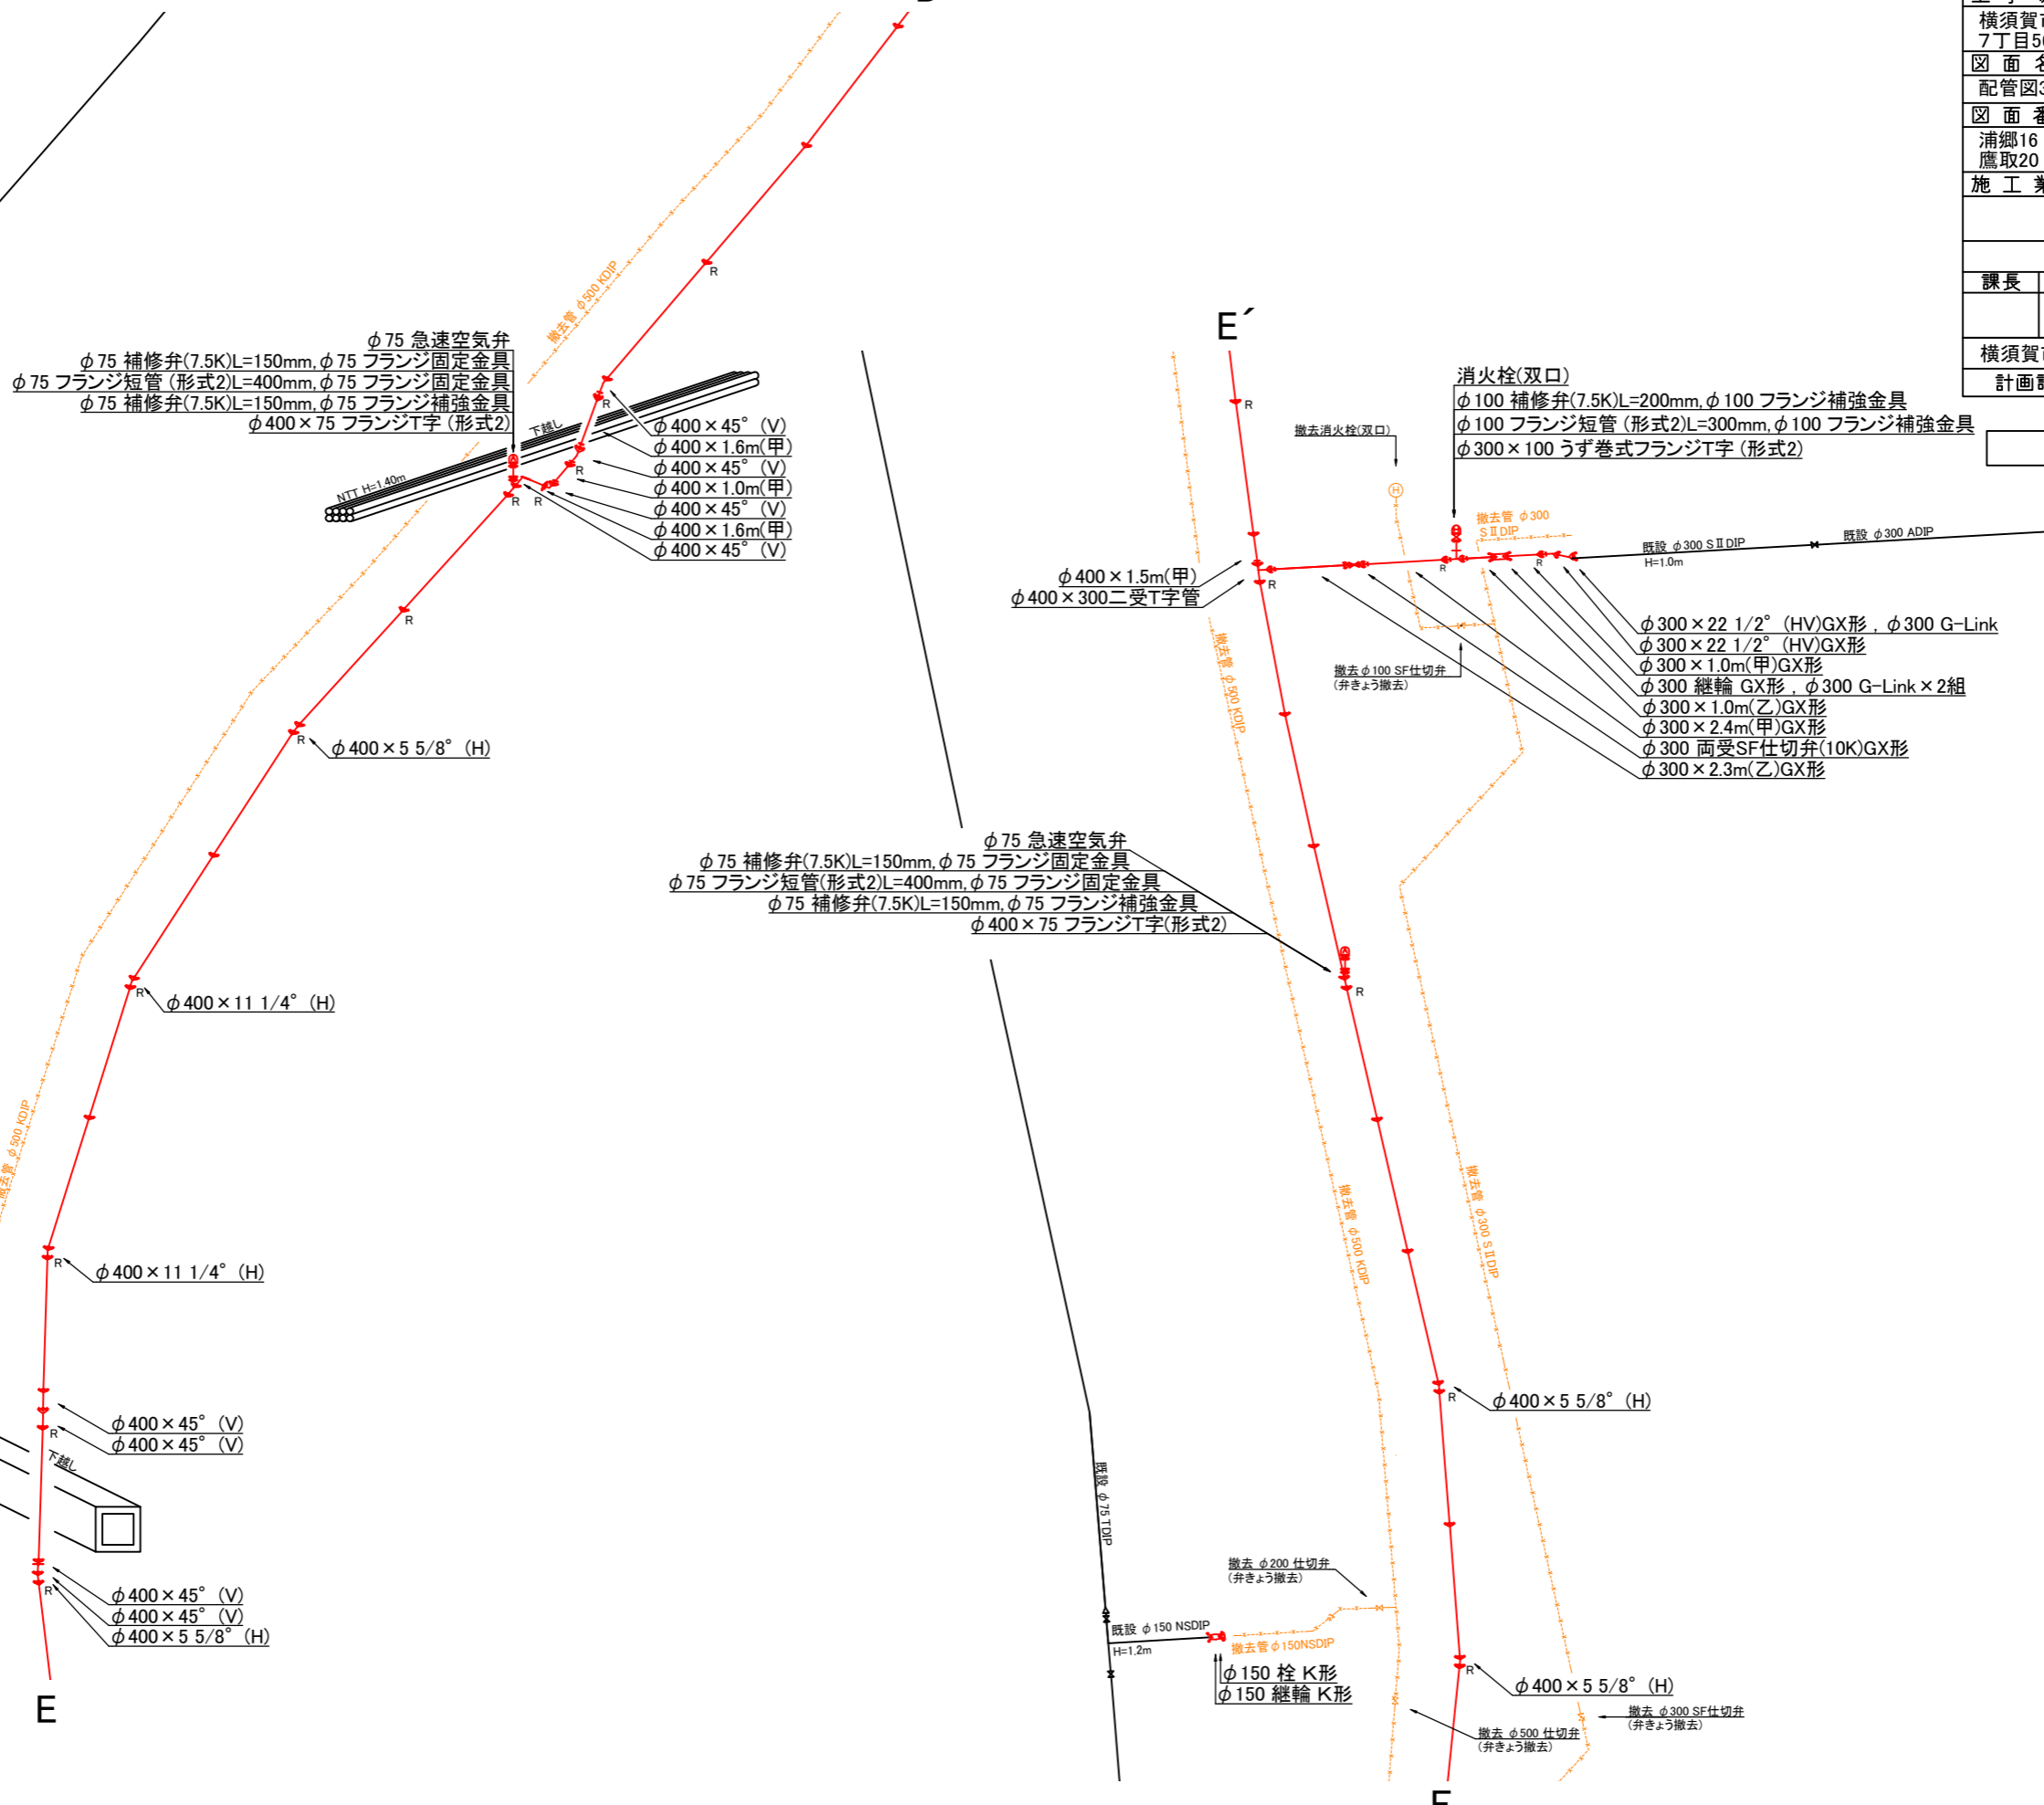 横須賀市
7丁目5
図 面 名
配管図3
図 面 番
浦郷16
鷹取20
施 工 業
課長
横須賀市
計画
撤去管 φ500 KDIP
φ75 急速空気弁
φ75 補修弁(7.5K)L=150mm,φ75 フランジ固定金具
φ75 フランジ短管 (形式2)L=400mm,φ75 フランジ固定金具
φ75 補修弁(7.5K)L=150mm,φ75 フランジ補強金具
φ400×75 フランジT字 (形式2)
下越し
NTT H=1.40m
R
R
R
R
R
φ400×45° (V)
φ400×1.6m(甲)
φ400×45° (V)
φ400×1.0m(甲)
φ400×45° (V)
φ400×1.6m(甲)
φ400×45° (V)
R
R
φ400×5 5/8° (H)
R
φ400×11 1/4° (H)
撤去管 φ500 KDIP
R
φ400×11 1/4° (H)
φ400×45° (V)
φ400×45° (V)
R
下越し
φ400×45° (V)
φ400×45° (V)
φ400×5 5/8° (H)
R
E
E´
R
消火栓(双口)
φ100 補修弁(7.5K)L=200mm,φ100 フランジ補強金具
φ100 フランジ短管 (形式2)L=300mm,φ100 フランジ補強金具
φ300×100 うず巻式フランジT字 (形式2)
撤去消火栓(双口)
H
撤去管 φ300
SⅡDIP
既設 φ300 SⅡDIP
H=1.0m
既設 φ300 ADIP
φ400×1.5m(甲)
φ400×300二受T字管
R
R
R
撤去 φ100 SF仕切弁
(弁きょう撤去)
φ300×22 1/2° (HV)GX形 , φ300 G-Link
φ300×22 1/2° (HV)GX形
φ300×1.0m(甲)GX形
φ300 継輪 GX形 , φ300 G-Link×2組
φ300×1.0m(乙)GX形
φ300×2.4m(甲)GX形
φ300 両受SF仕切弁(10K)GX形
φ300×2.3m(乙)GX形
撤去管 φ500 KDIP
φ75 急速空気弁
φ75 補修弁(7.5K)L=150mm,φ75 フランジ固定金具
φ75 フランジ短管(形式2)L=400mm,φ75 フランジ固定金具
φ75 補修弁(7.5K)L=150mm,φ75 フランジ補強金具
φ400×75 フランジT字(形式2)
R
撤去管 φ500 KDIP
撤去管 φ300 SⅡDIP
R
φ400×5 5/8° (H)
既設 φ75 TDIP
撤去 φ200 仕切弁
(弁きょう撤去)
既設 φ150 NSDIP
H=1.2m
撤去管φ150NSDIP
φ150 栓 K形
φ150 継輪 K形
R
φ400×5 5/8° (H)
撤去 φ500 仕切弁
(弁きょう撤去)
撤去 φ300 SF仕切弁
(弁きょう撤去)